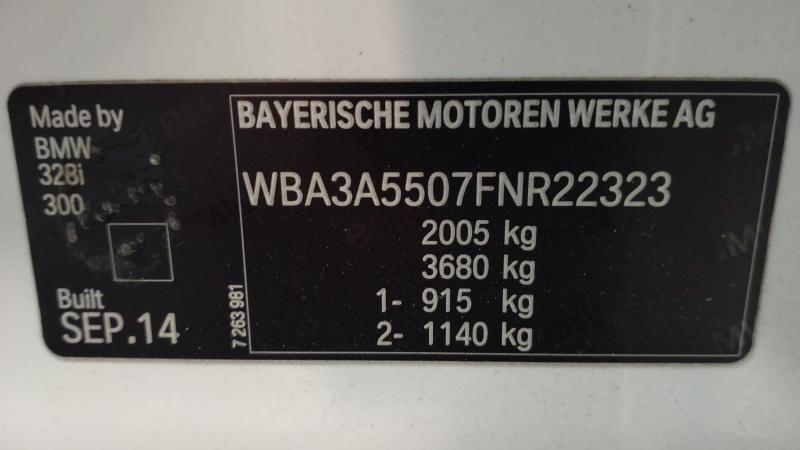 Made by
BMW
328i
300
Built
SEP.14
7 263 981
BAYERISCHE MOTOREN WERKE AG
WBA3A5507FNR22323
2005 kg
3680 kg
1- 915 kg
2- 1140 kg